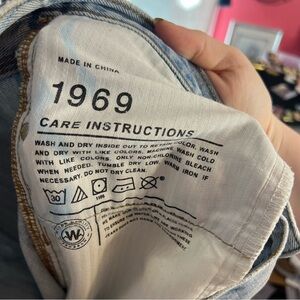 MADE IN CHINA
1969
CARE INSTRUCTIONS
WASH AND DRY INSIDE OUT TO RETAIN COLOR. WASH
AND DRY WITH LIKE COLORS. MACHINE WASH COLD
WITH LIKE COLORS. ONLY NON-CHLORINE BLEACH
WHEN NEEDED. TUMBLE DRY LOW. WARM IRON IF
NECESSARY. DO NOT DRY CLEAN.
30
W